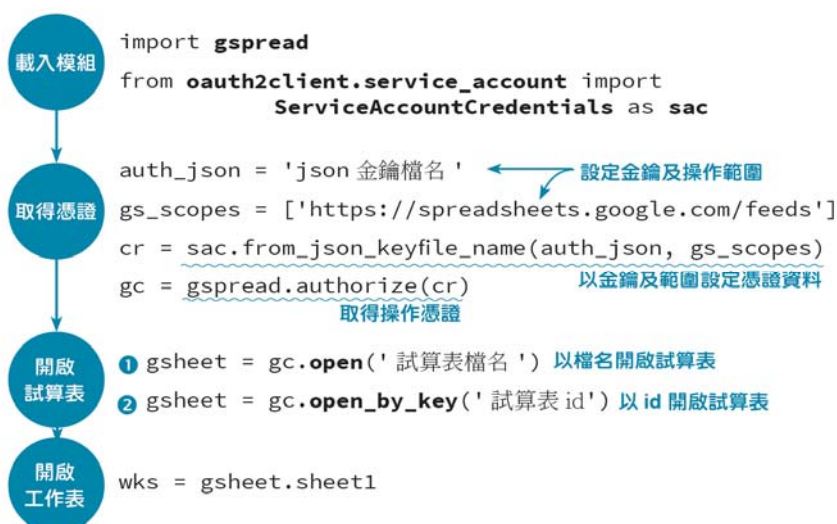 載入模組
import gspread
from oauth2client.service_account import
ServiceAccountCredentials as sac
取得憑證
auth_json = 'json 金鑰檔名 '
設定金鑰及操作範圍
gs_scopes = ['https://spreadsheets.google.com/feeds']
cr = sac.from_json_keyfile_name(auth_json, gs_scopes)
以金鑰及範圍設定憑證資料
gc = gspread.authorize(cr)
取得操作憑證
開啟
試算表
❶ gsheet = gc.open(' 試算表檔名 ') 以檔名開啟試算表
❷ gsheet = gc.open_by_key(' 試算表 id') 以 id 開啟試算表
開啟
工作表
wks = gsheet.sheet1